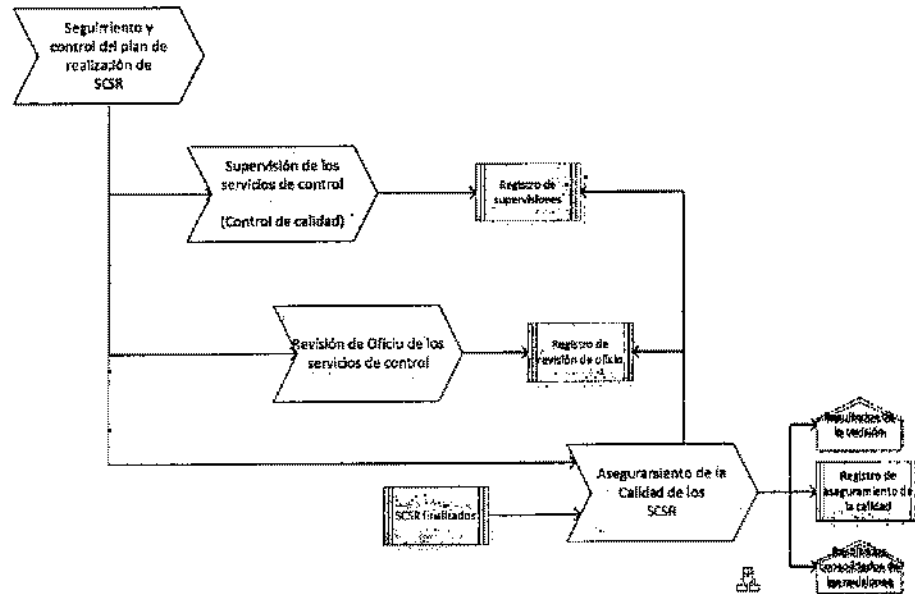 Seguimiento y
control del plan de
realización de
SCSR
Supervisión de los
servicios de control
(Control de calidad)
Registro de
supervisiones
Revisión de Oficio de los
servicios de control
Registro de
revisión de oficio
Aseguramiento de la
Calidad de los
SCSR
SCSR finalizados
Resultados de
la revisión
Registro de
aseguramiento de
la calidad
Resultados
consolidados de
las revisiones